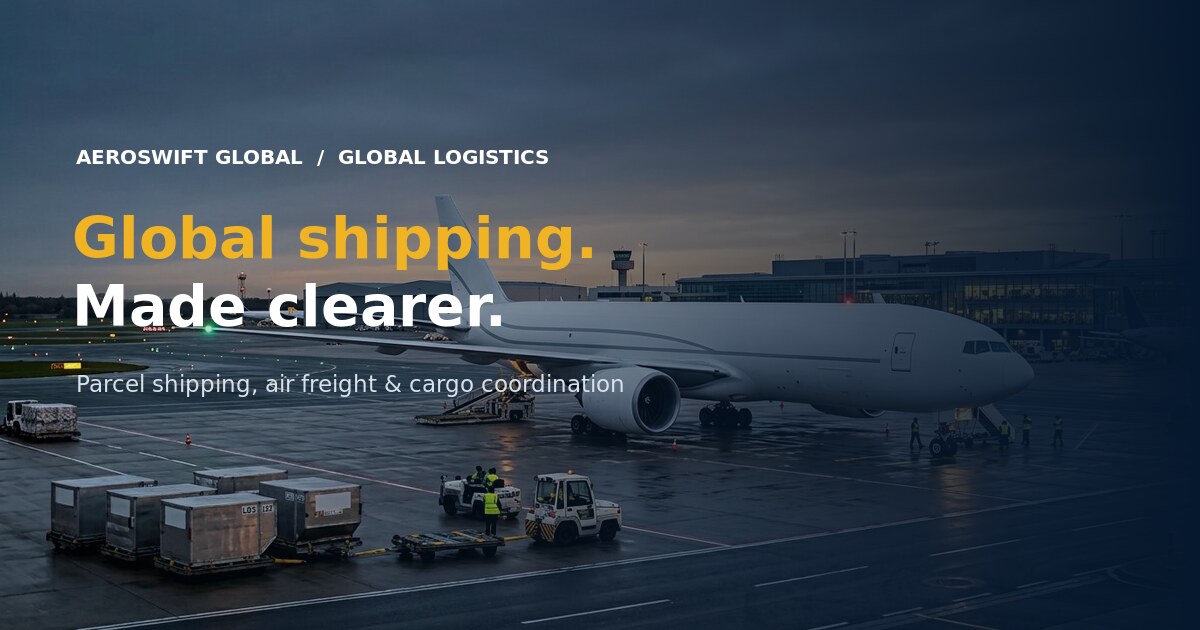 AEROSWIFT GLOBAL / GLOBAL LOGISTICS
Global shipping.
Made clearer.
Parcel shipping, air freight & cargo coordination